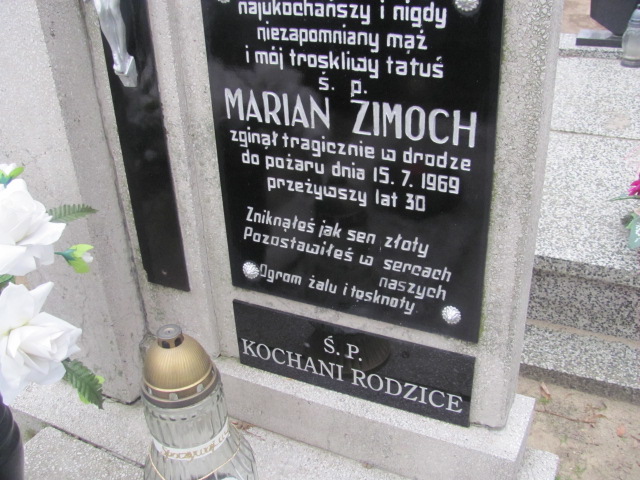 najukochańszy i nigdy
niezapomniany mąż
i mój troskliwy tatuś
ś. p.
MARIAN ZIMOCH
zginął tragicznie w drodze
do pożaru dnia 15. 7. 1969
przeżywszy lat 30
Zniknąłeś jak sen złoty
Pozostawiłeś w sercach
naszych
Ogrom żalu i tęsknoty
Ś. P.
KOCHANI RODZICE